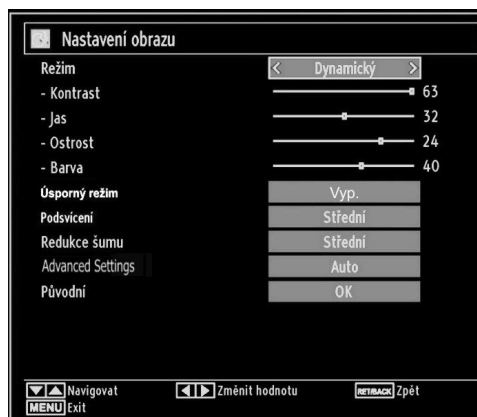 Nastavení obrazu
Režim Dynamický
- Kontrast 63
- Jas 32
- Ostrost 24
- Barva 40
Úsporný režim Vyp.
Podsvícení Střední
Redukce šumu Střední
Advanced Settings Auto
Původní OK
Navigovat Změnit hodnotu RET/BACK Zpět
MENU Exit